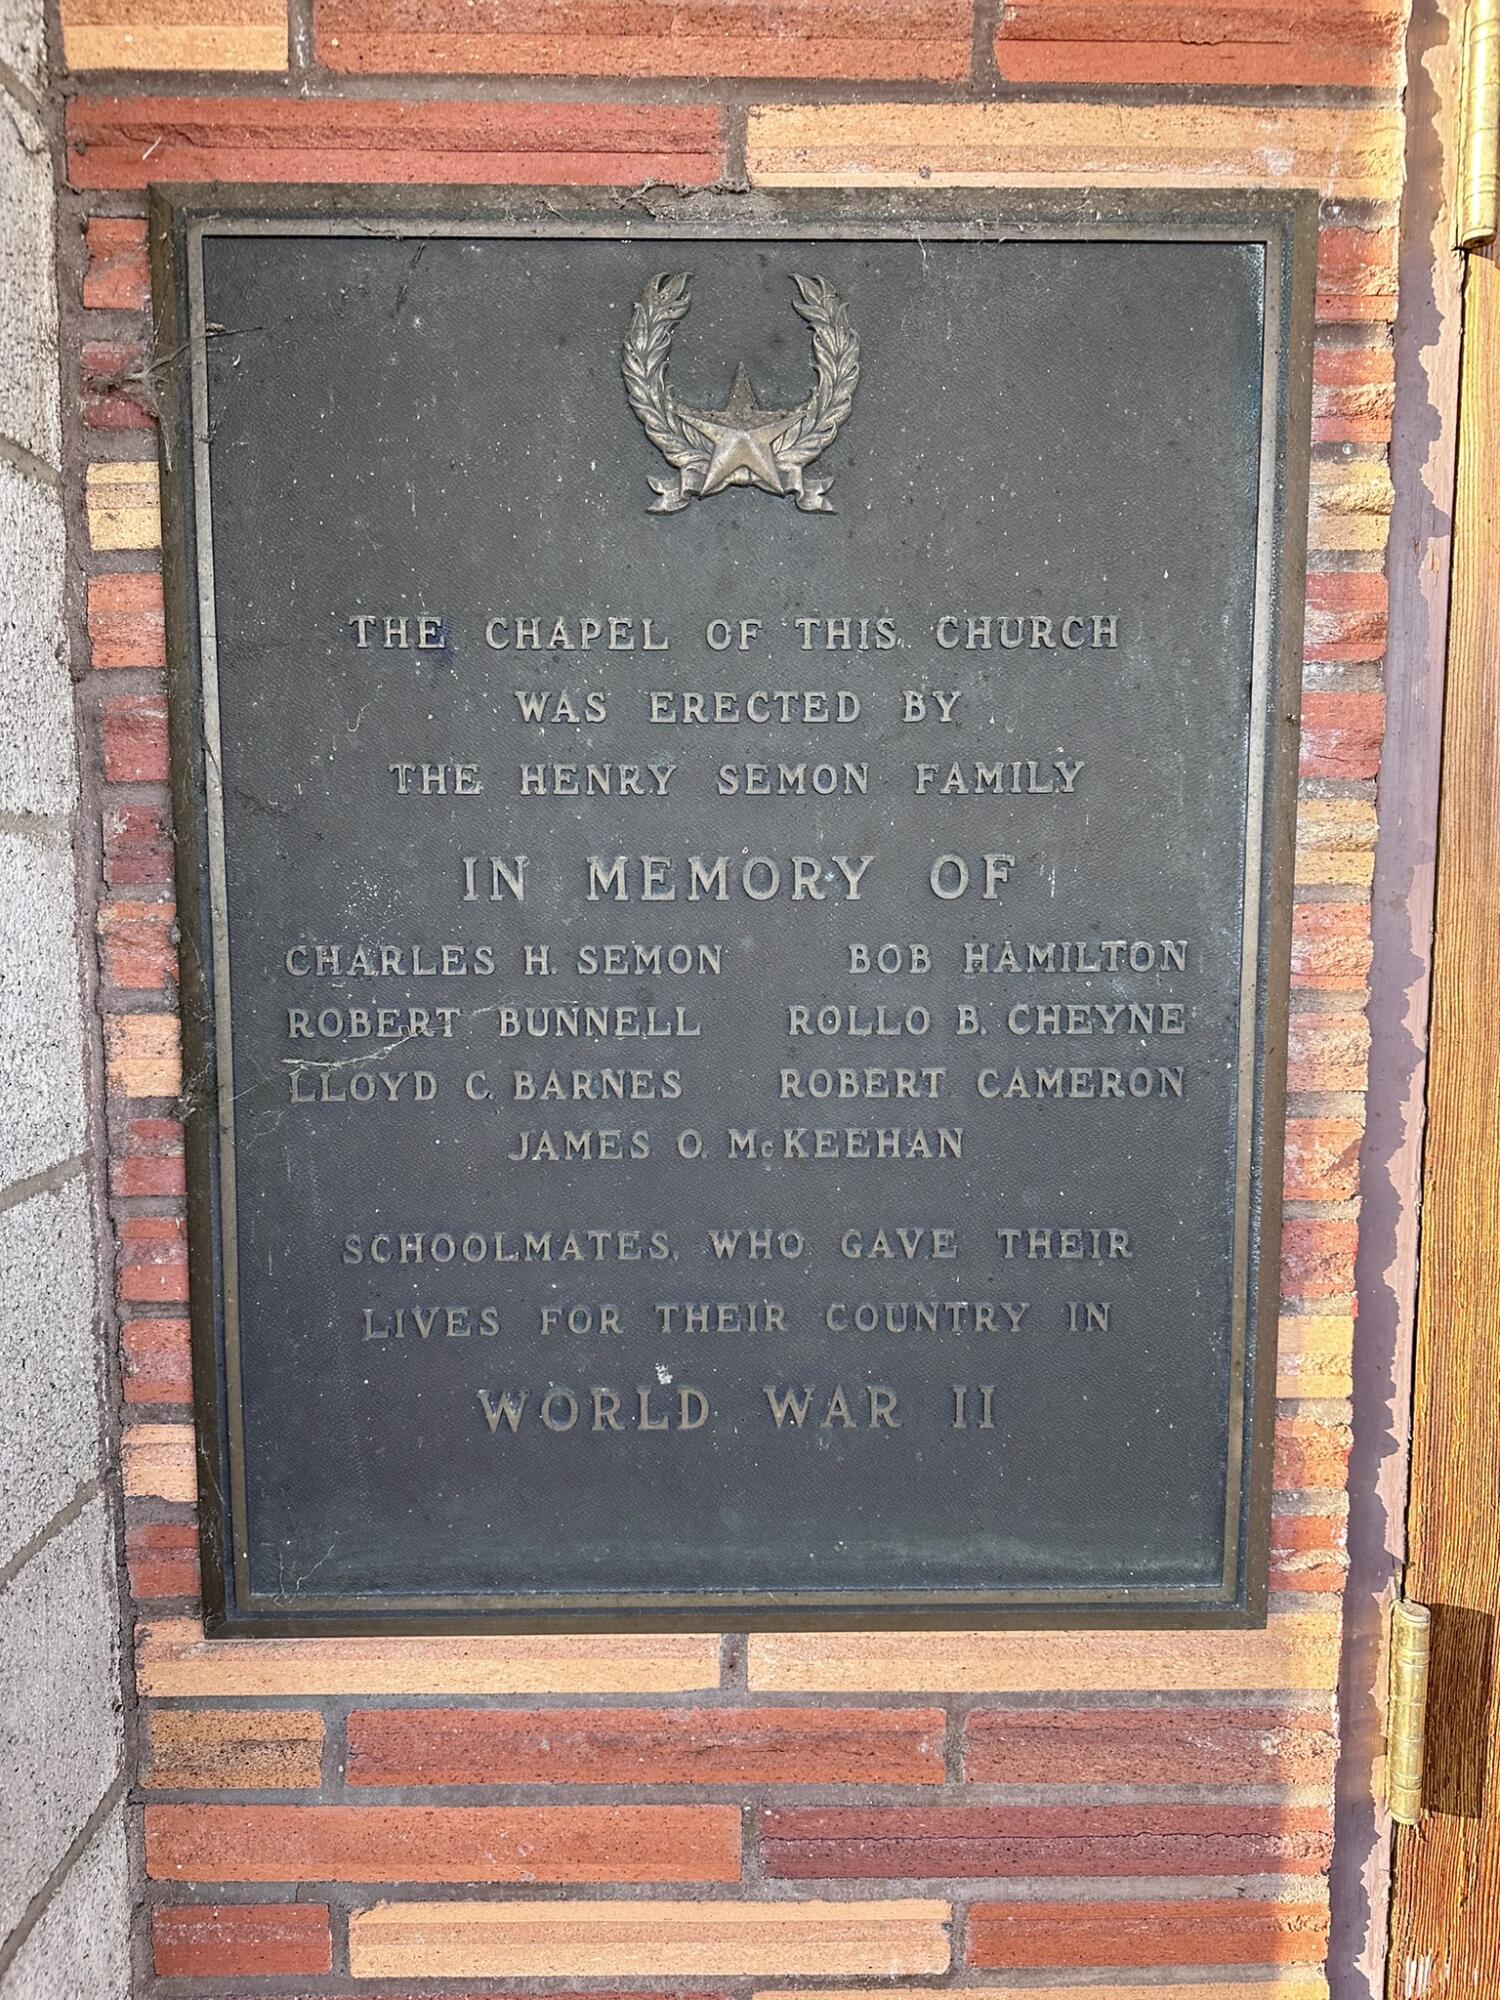 THE CHAPEL OF THIS CHURCH
WAS ERECTED BY
THE HENRY SEMON FAMILY
IN MEMORY OF
CHARLES H. SEMON BOB HAMILTON
ROBERT BUNNELL ROLLO B. CHEYNE
LLOYD C. BARNES ROBERT CAMERON
JAMES O. McKEEHAN
SCHOOLMATES, WHO GAVE THEIR
LIVES FOR THEIR COUNTRY IN
WORLD WAR II